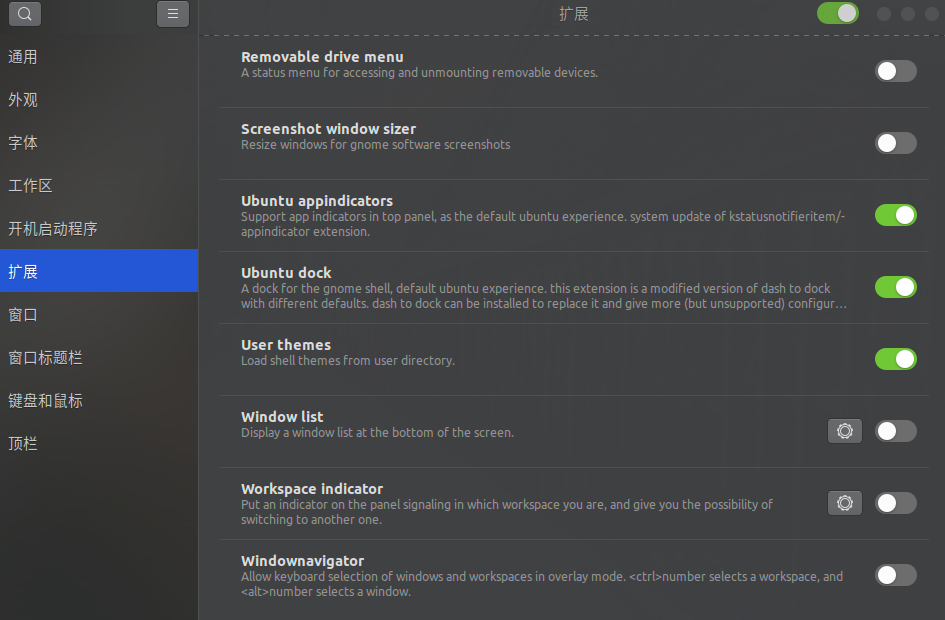 扩展
通用
外观
字体
工作区
开机启动程序
扩展
窗口
窗口标题栏
键盘和鼠标
顶栏
Removable drive menu
A status menu for accessing and unmounting removable devices.
Screenshot window sizer
Resize windows for gnome software screenshots
Ubuntu appindicators
Support app indicators in top panel, as the default ubuntu experience. system update of kstatusnotifieritem/-
appindicator extension.
Ubuntu dock
A dock for the gnome shell, default ubuntu experience. this extension is a modified version of dash to dock
with different defaults. dash to dock can be installed to replace it and give more (but unsupported) configur…
User themes
Load shell themes from user directory.
Window list
Display a window list at the bottom of the screen.
Workspace indicator
Put an indicator on the panel signaling in which workspace you are, and give you the possibility of
switching to another one.
Windownavigator
Allow keyboard selection of windows and workspaces in overlay mode. <ctrl>number selects a workspace, and
<alt>number selects a window.